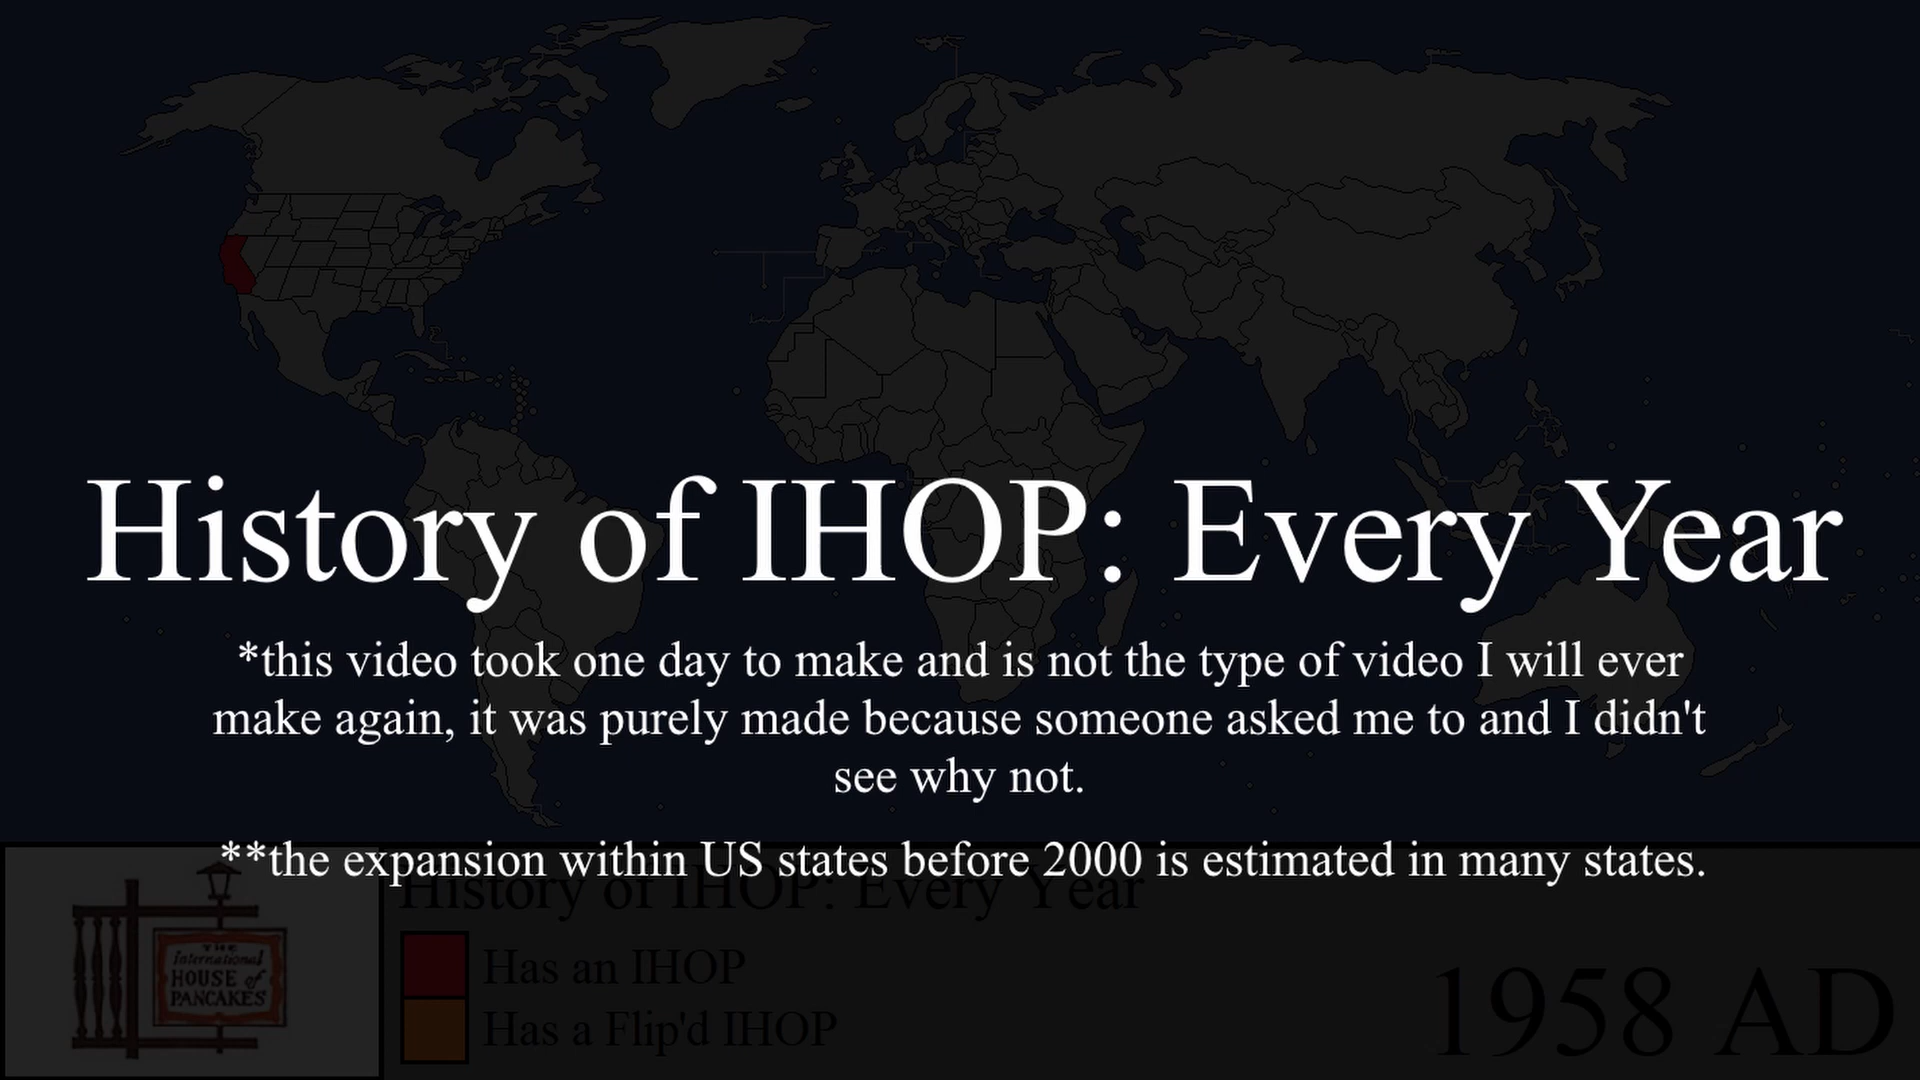 History of IHOP: Every Year
*this video took one day to make and is not the type of video I will ever
make again, it was purely made because someone asked me to and I didn't
see why not.
**the expansion within US states before 2000 is estimated in many states.
History of IHOP: Every Year
THE
International
HOUSE of
PANCAKES
Has an IHOP
Has a Flip'd IHOP
1958 AD